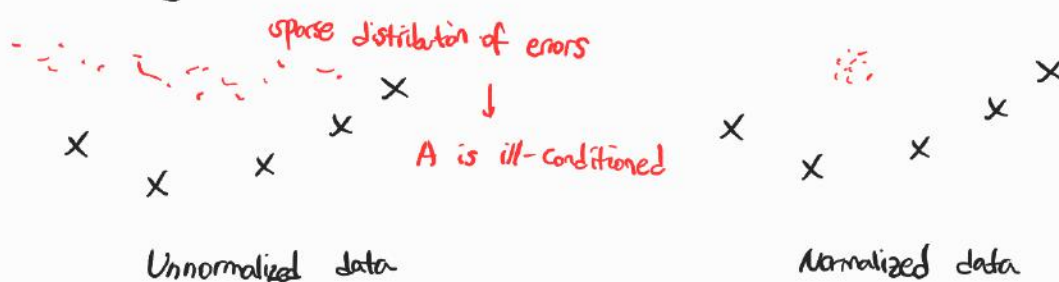 sparse distribution of errors
↓
A is ill-conditioned
Unnormalized data
Normalized data